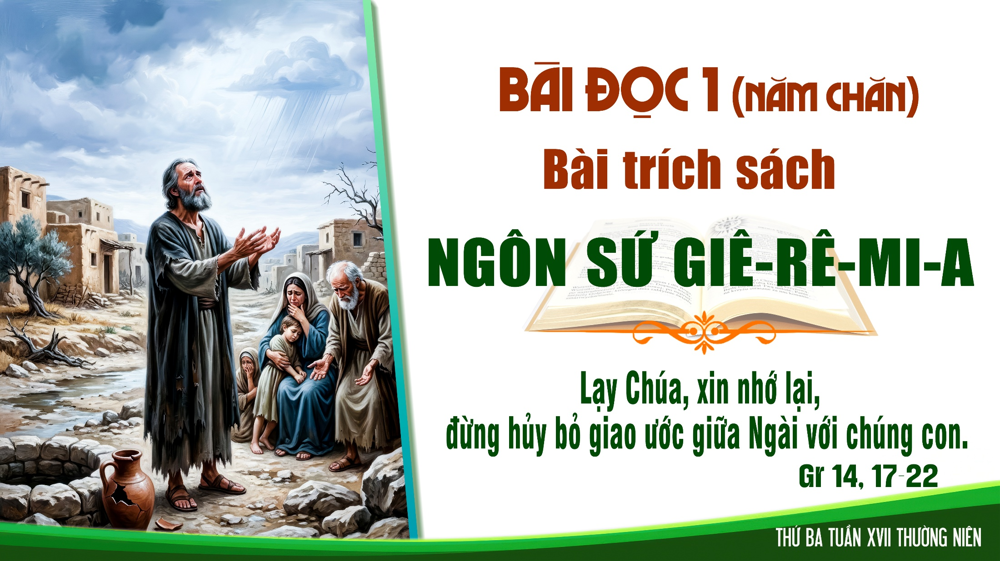 BÀI ĐỌC 1 (NĂM CHẴN)
Bài trích sách
NGÔN SỨ GIÊ-RÊ-MI-A
Lạy Chúa, xin nhớ lại,
đừng hủy bỏ giao ước giữa Ngài với chúng con.
Gr 14, 17-22
THỨ BA TUẦN XVII THƯỜNG NIÊN